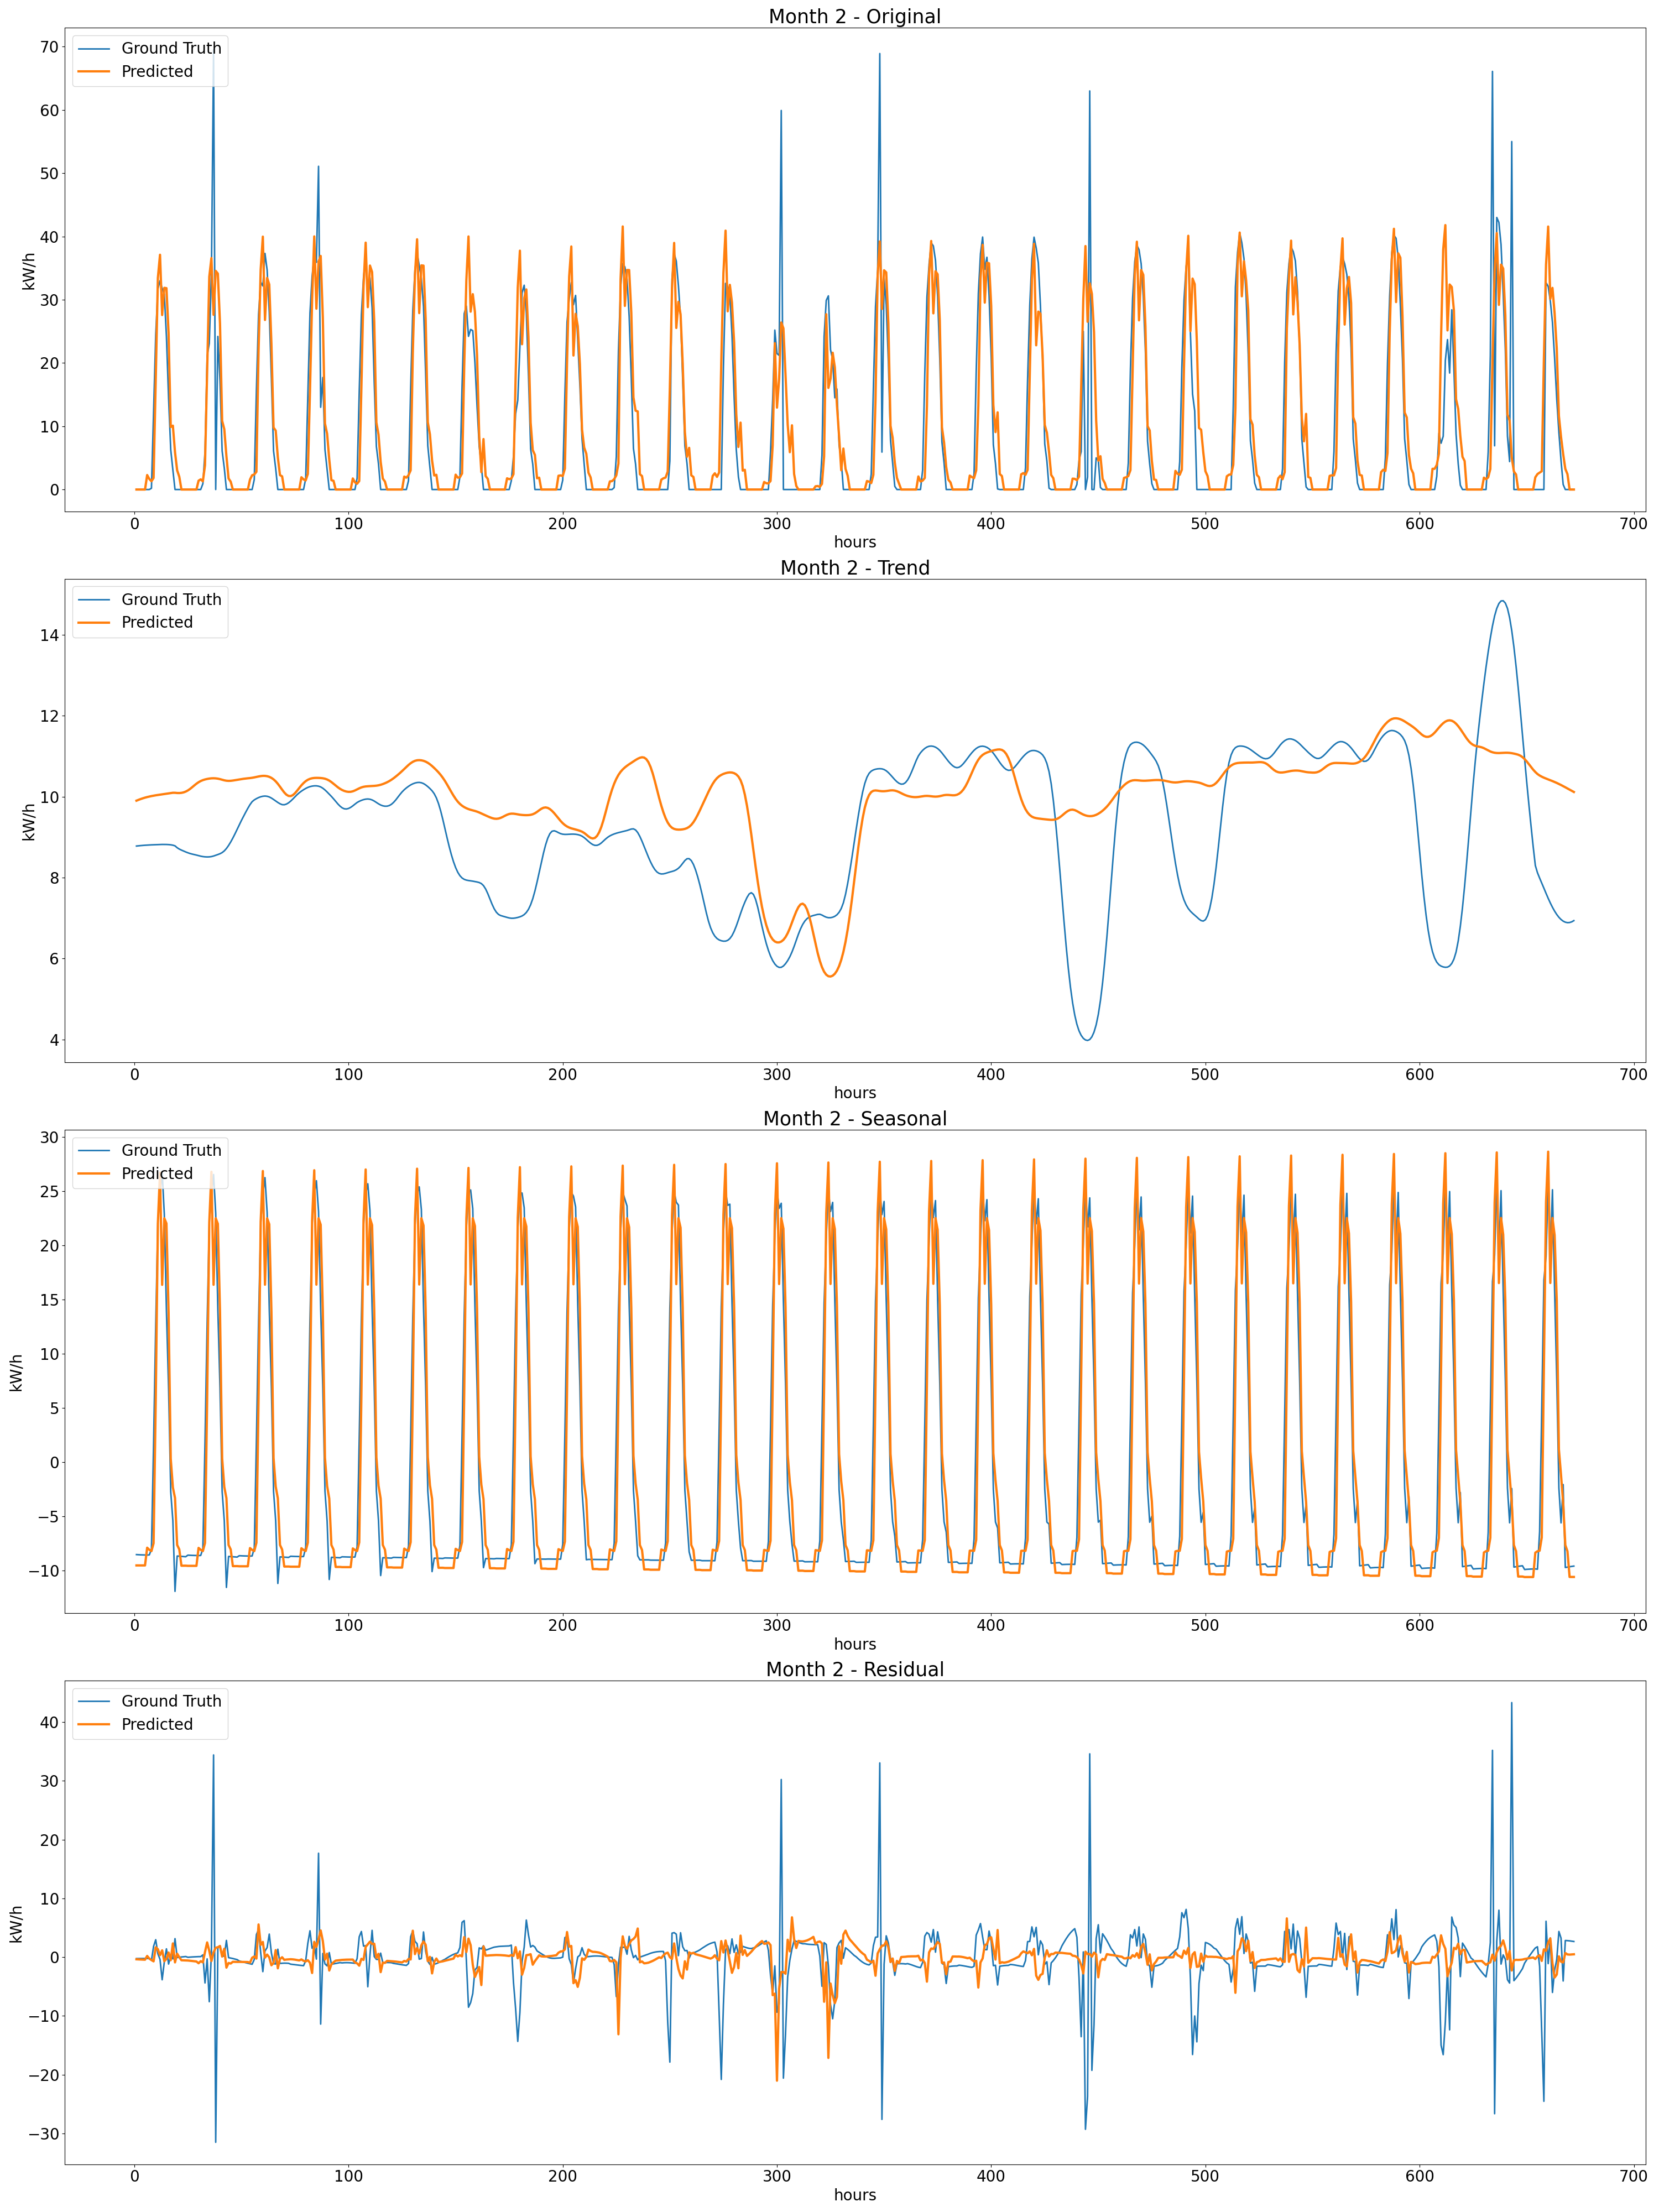 Month 2 - Original
Ground Truth
Predicted
70
60
50
40
30
20
10
0
kW/h
0 100 200 300 400 500 600 700
hours
Month 2 - Trend
Ground Truth
Predicted
14
12
10
8
6
4
kW/h
0 100 200 300 400 500 600 700
hours
Month 2 - Seasonal
Ground Truth
Predicted
30
25
20
15
10
5
0
−5
−10
kW/h
0 100 200 300 400 500 600 700
hours
Month 2 - Residual
Ground Truth
Predicted
40
30
20
10
0
−10
−20
−30
kW/h
0 100 200 300 400 500 600 700
hours